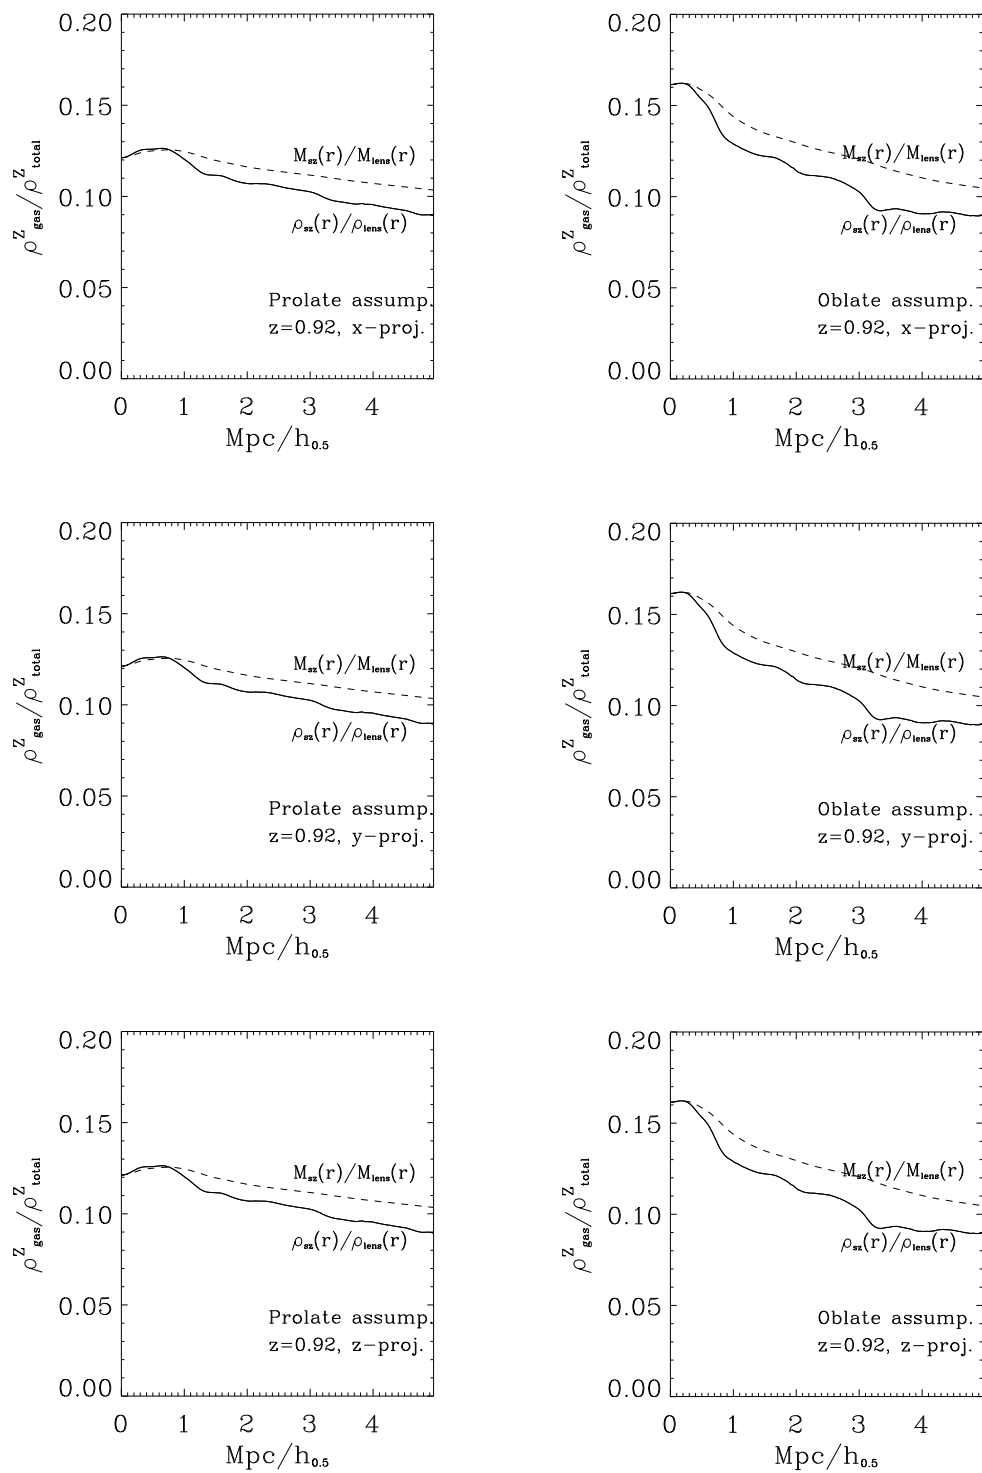 0.20
0.15
0.10
0.05
0.00
ρ^Z_gas/ρ^Z_total
M_sz(r)/M_lens(r)
ρ_sz(r)/ρ_lens(r)
Prolate assump.
z=0.92, x-proj.
0 1 2 3 4
Mpc/h_0.5
0.20
0.15
0.10
0.05
0.00
ρ^Z_gas/ρ^Z_total
M_sz(r)/M_lens(r)
ρ_sz(r)/ρ_lens(r)
Oblate assump.
z=0.92, x-proj.
0 1 2 3 4
Mpc/h_0.5
0.20
0.15
0.10
0.05
0.00
ρ^Z_gas/ρ^Z_total
M_sz(r)/M_lens(r)
ρ_sz(r)/ρ_lens(r)
Prolate assump.
z=0.92, y-proj.
0 1 2 3 4
Mpc/h_0.5
0.20
0.15
0.10
0.05
0.00
ρ^Z_gas/ρ^Z_total
M_sz(r)/M_lens(r)
ρ_sz(r)/ρ_lens(r)
Oblate assump.
z=0.92, y-proj.
0 1 2 3 4
Mpc/h_0.5
0.20
0.15
0.10
0.05
0.00
ρ^Z_gas/ρ^Z_total
M_sz(r)/M_lens(r)
ρ_sz(r)/ρ_lens(r)
Prolate assump.
z=0.92, z-proj.
0 1 2 3 4
Mpc/h_0.5
0.20
0.15
0.10
0.05
0.00
ρ^Z_gas/ρ^Z_total
M_sz(r)/M_lens(r)
ρ_sz(r)/ρ_lens(r)
Oblate assump.
z=0.92, z-proj.
0 1 2 3 4
Mpc/h_0.5